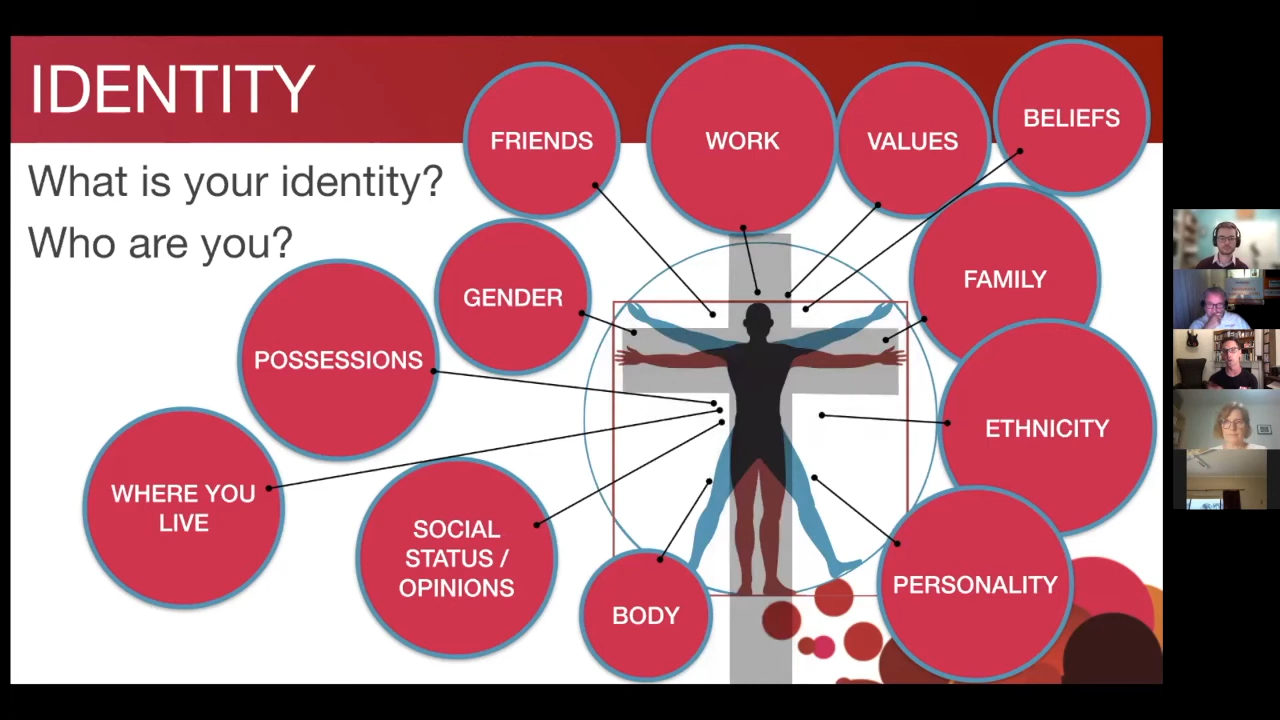 IDENTITY
What is your identity?
Who are you?
FRIENDS
WORK
VALUES
BELIEFS
GENDER
FAMILY
POSSESSIONS
ETHNICITY
WHERE YOU
LIVE
SOCIAL
STATUS /
OPINIONS
BODY
PERSONALITY